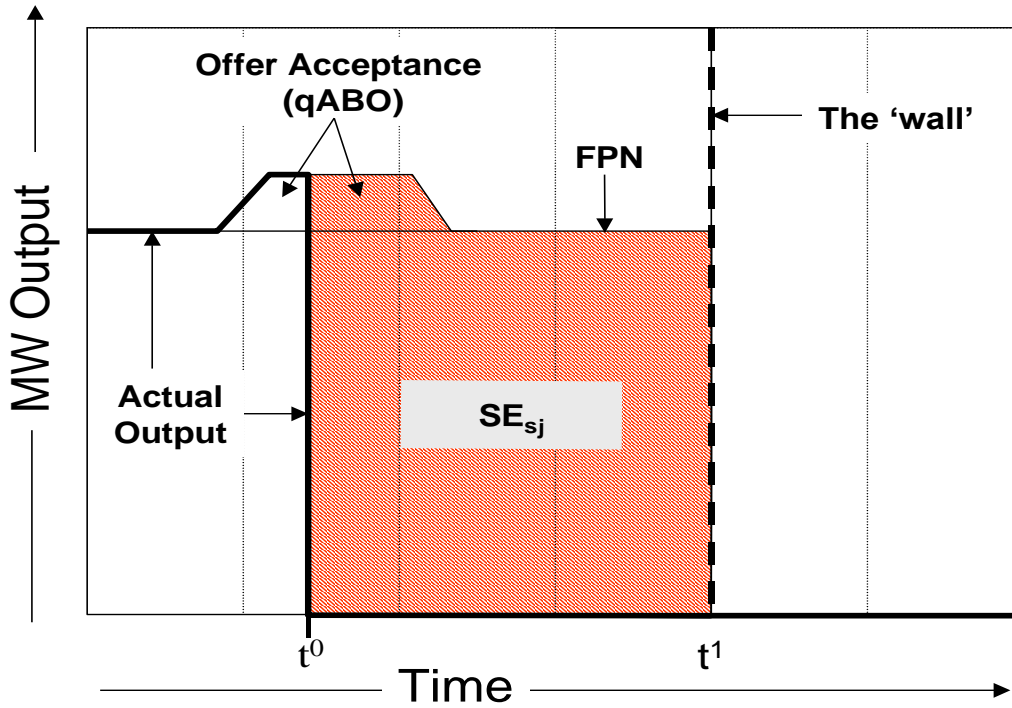 Offer Acceptance
(qABO)
The ‘wall’
FPN
MW Output
Actual
Output
SEsj
t0
t1
Time